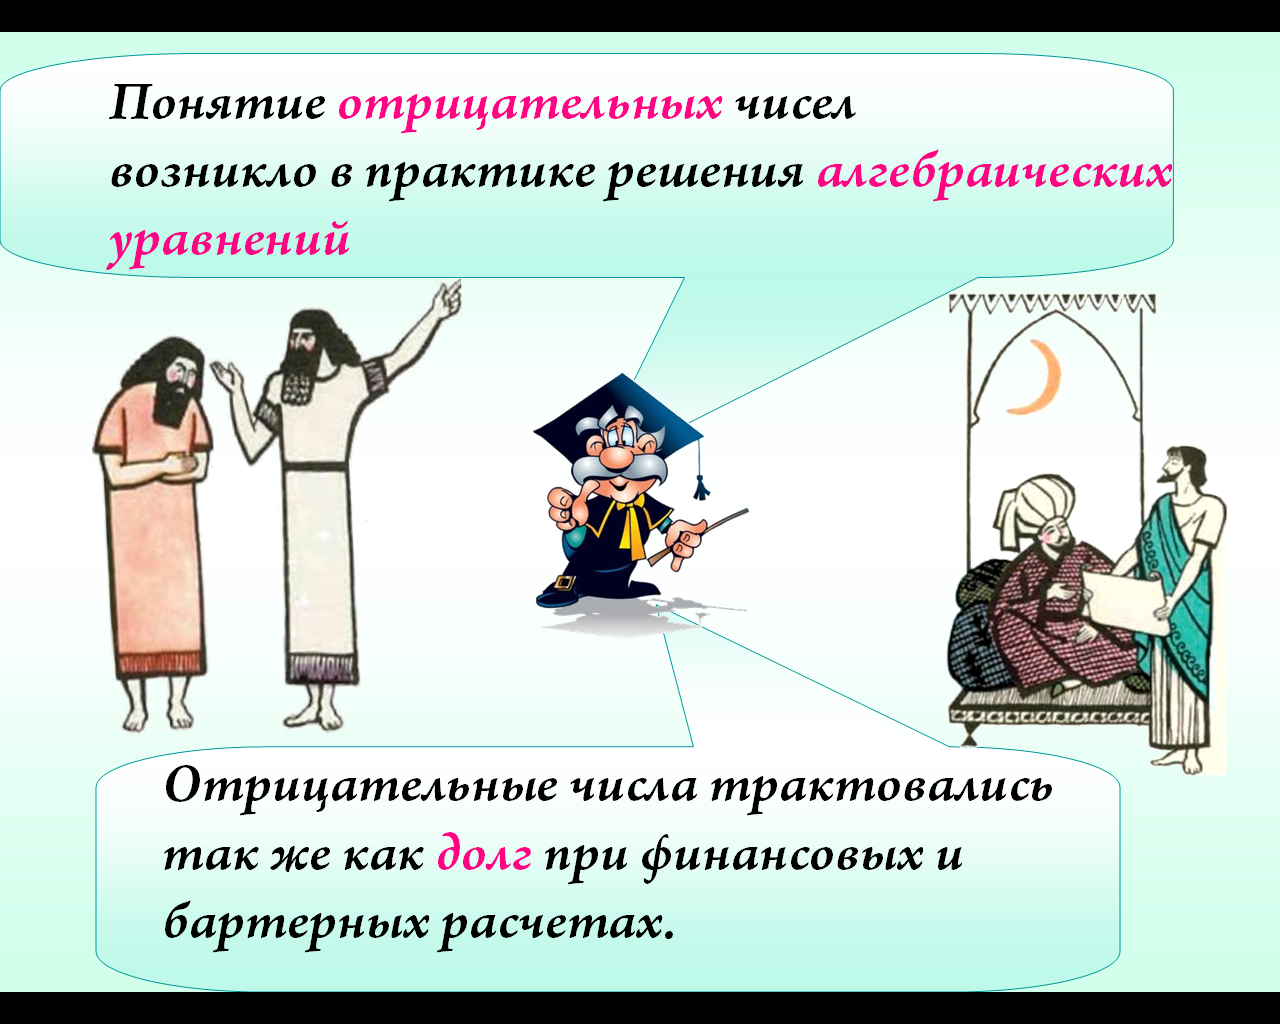 Понятие отрицательных чисел
возникло в практике решения алгебраических
уравнений
Отрицательные числа трактовались
так же как долг при финансовых и
бартерных расчетах.